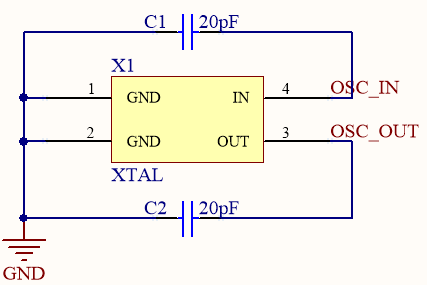 C1 20pF
X1
1 GND IN 4 OSC_IN
2 GND OUT 3 OSC_OUT
XTAL
C2 20pF
GND